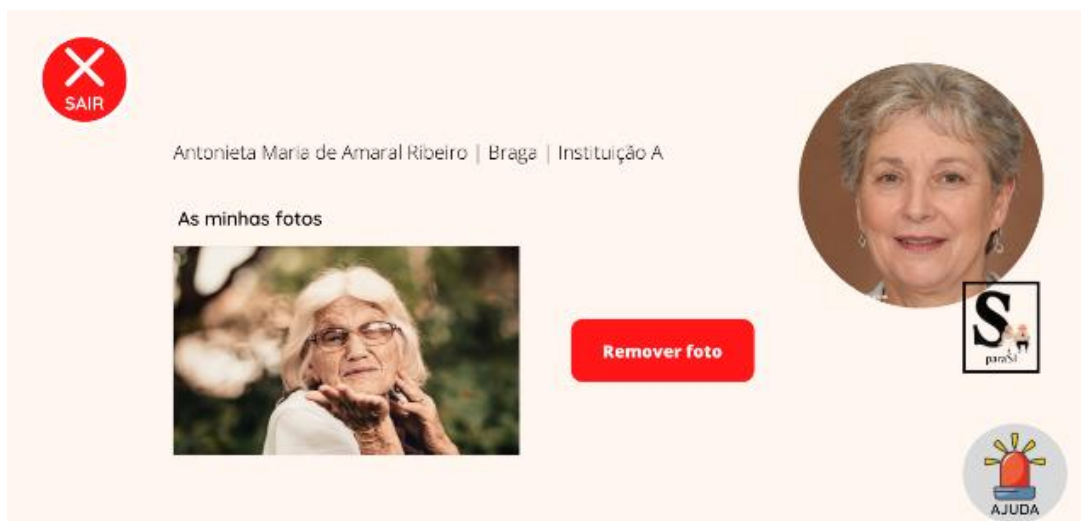 SAIR
Antonieta Maria de Amaral Ribeiro | Braga | Instituição A
As minhas fotos
Remover foto
S
paraSi
AJUDA